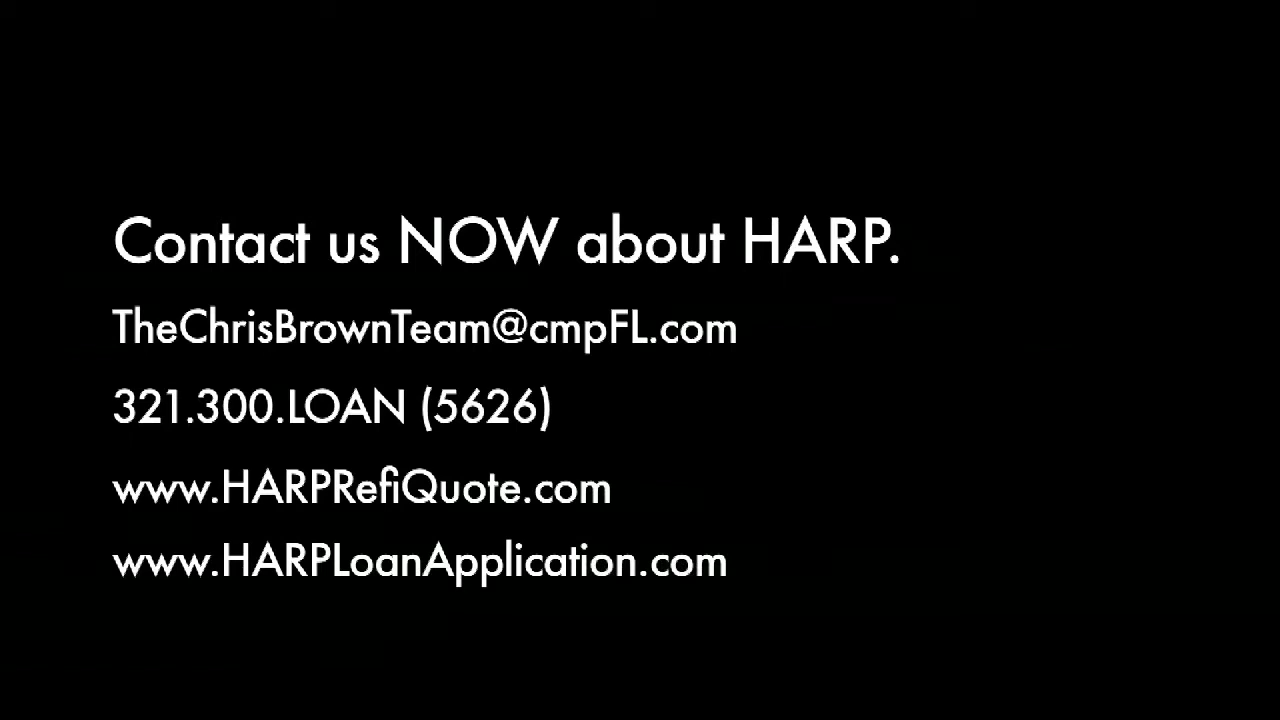 Contact us NOW about HARP.
TheChrisBrownTeam@cmpFL.com
321.300.LOAN (5626)
www.HARPRefiQuote.com
www.HARPLoanApplication.com